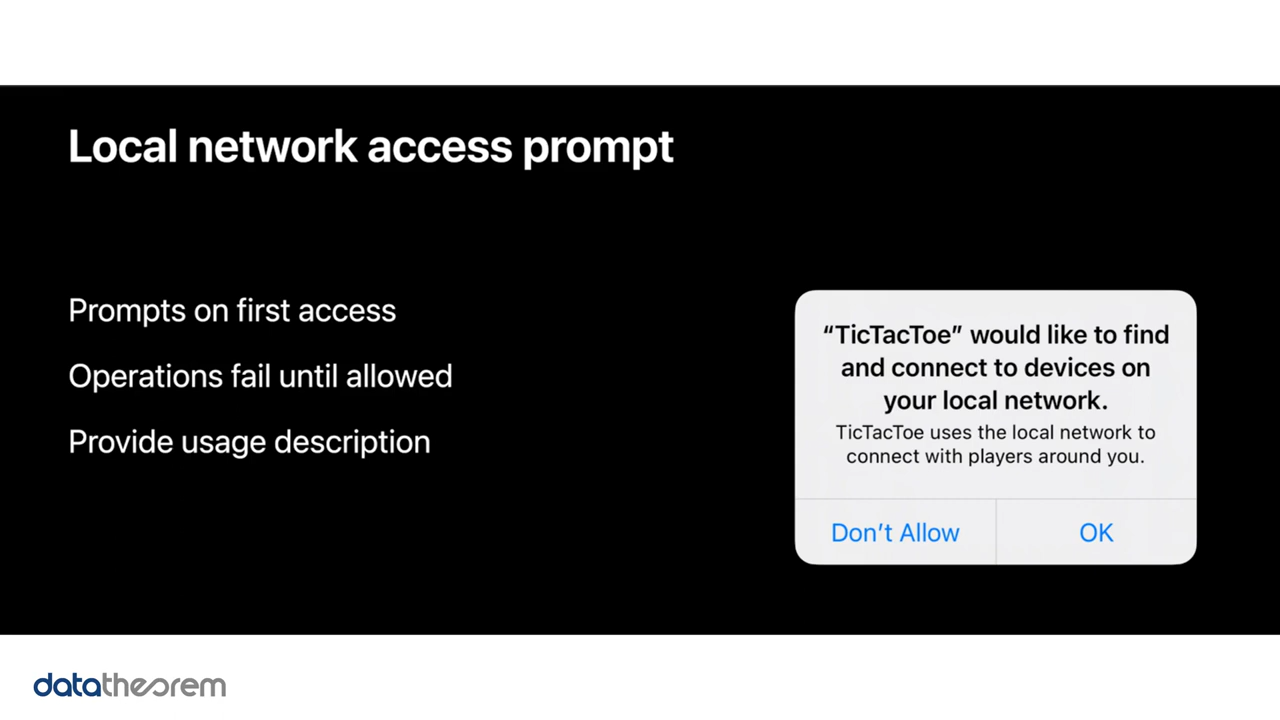 Local network access prompt
Prompts on first access
Operations fail until allowed
Provide usage description
“TicTacToe” would like to find
and connect to devices on
your local network.
TicTacToe uses the local network to
connect with players around you.
Don’t Allow
OK
datatheorem